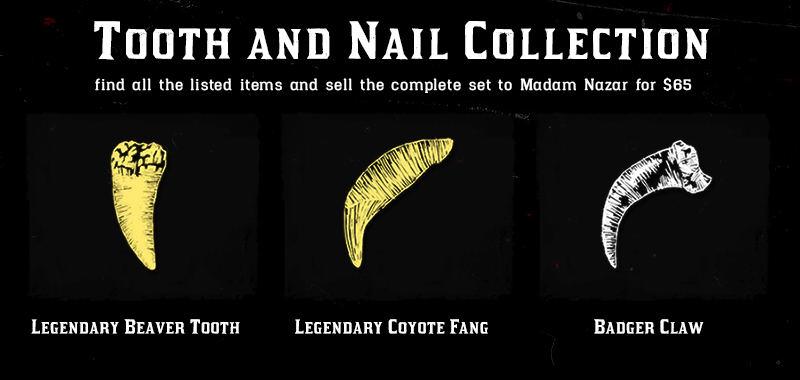 Tooth and Nail Collection
find all the listed items and sell the complete set to Madam Nazar for $65
Legendary Beaver Tooth
Legendary Coyote Fang
Badger Claw